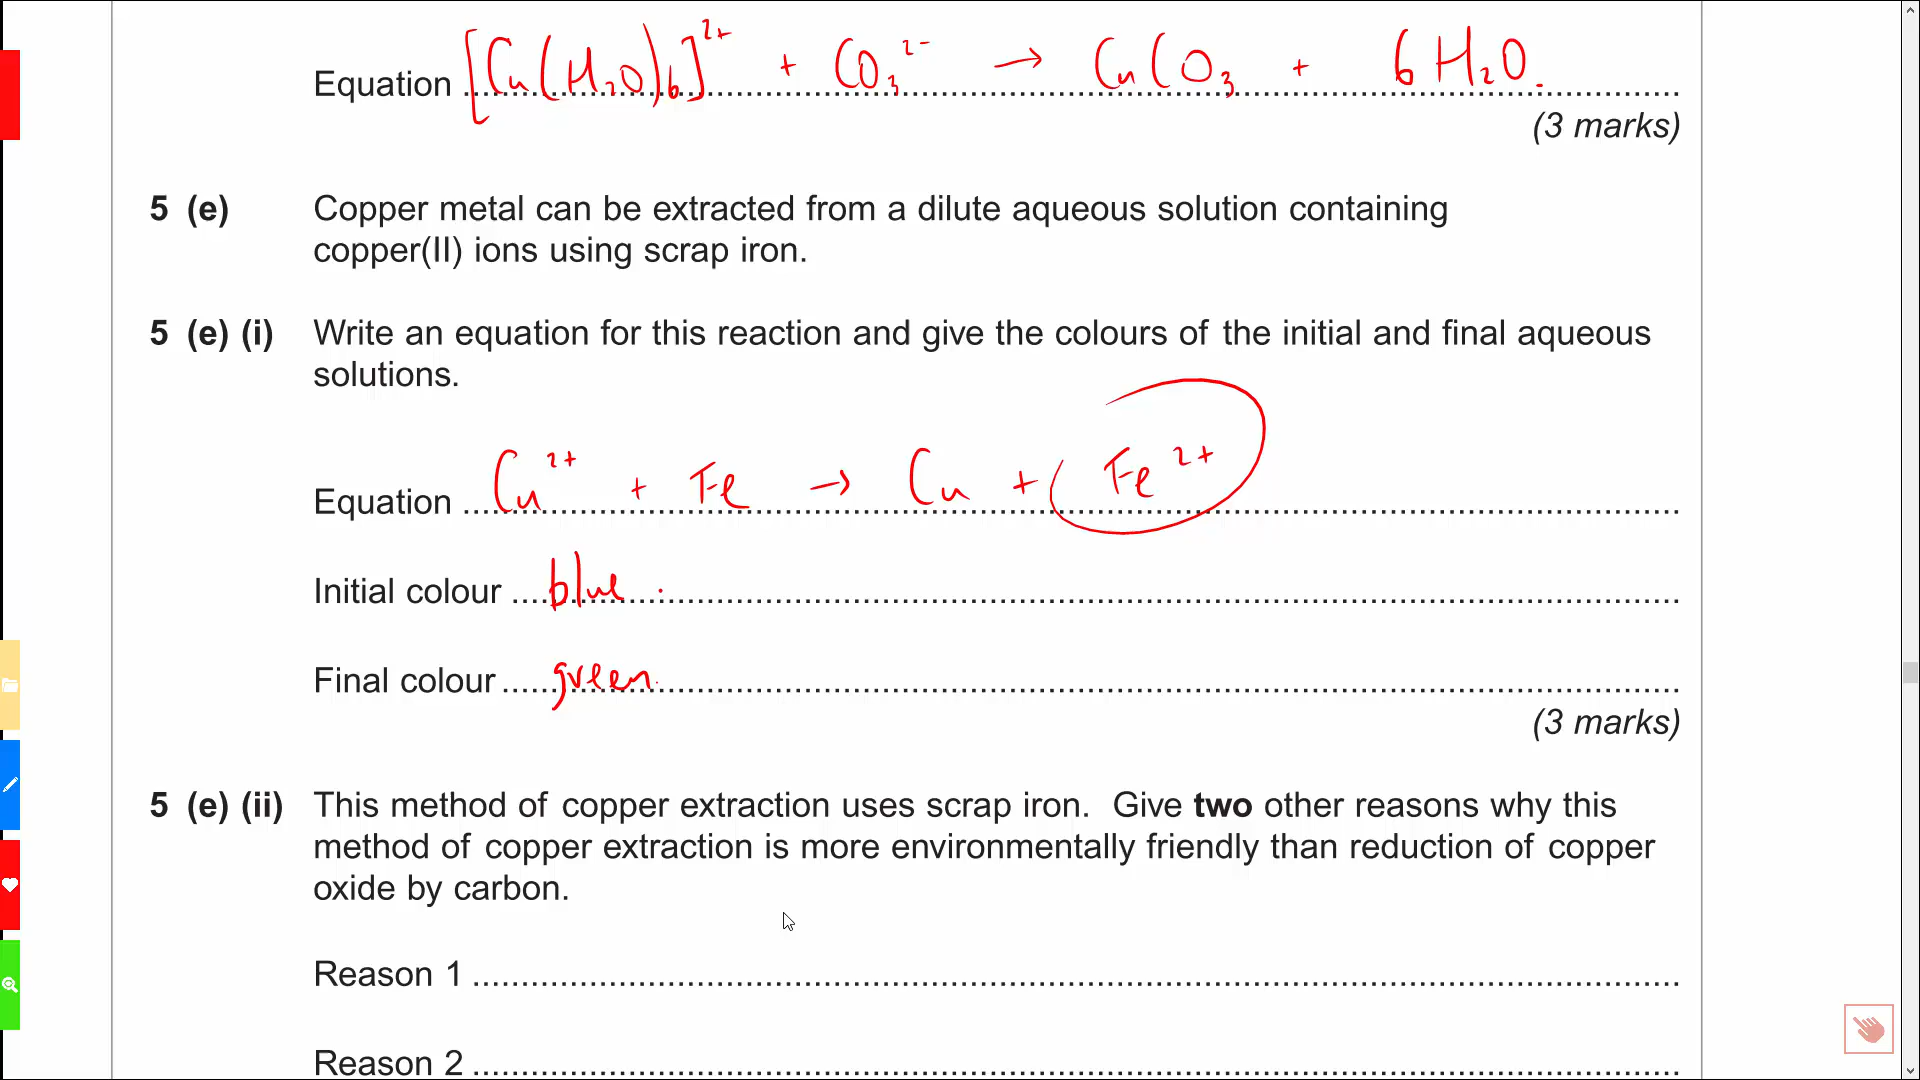 Equation [Cu(H₂O)₆]²⁺ + CO₃²⁻ → CuCO₃ + 6H₂O.
(3 marks)
5 (e) Copper metal can be extracted from a dilute aqueous solution containing
copper(II) ions using scrap iron.
5 (e) (i) Write an equation for this reaction and give the colours of the initial and final aqueous
solutions.
Equation Cu²⁺ + Fe → Cu + Fe²⁺
Initial colour blue.
Final colour green.
(3 marks)
5 (e) (ii) This method of copper extraction uses scrap iron. Give two other reasons why this
method of copper extraction is more environmentally friendly than reduction of copper
oxide by carbon.
Reason 1
Reason 2